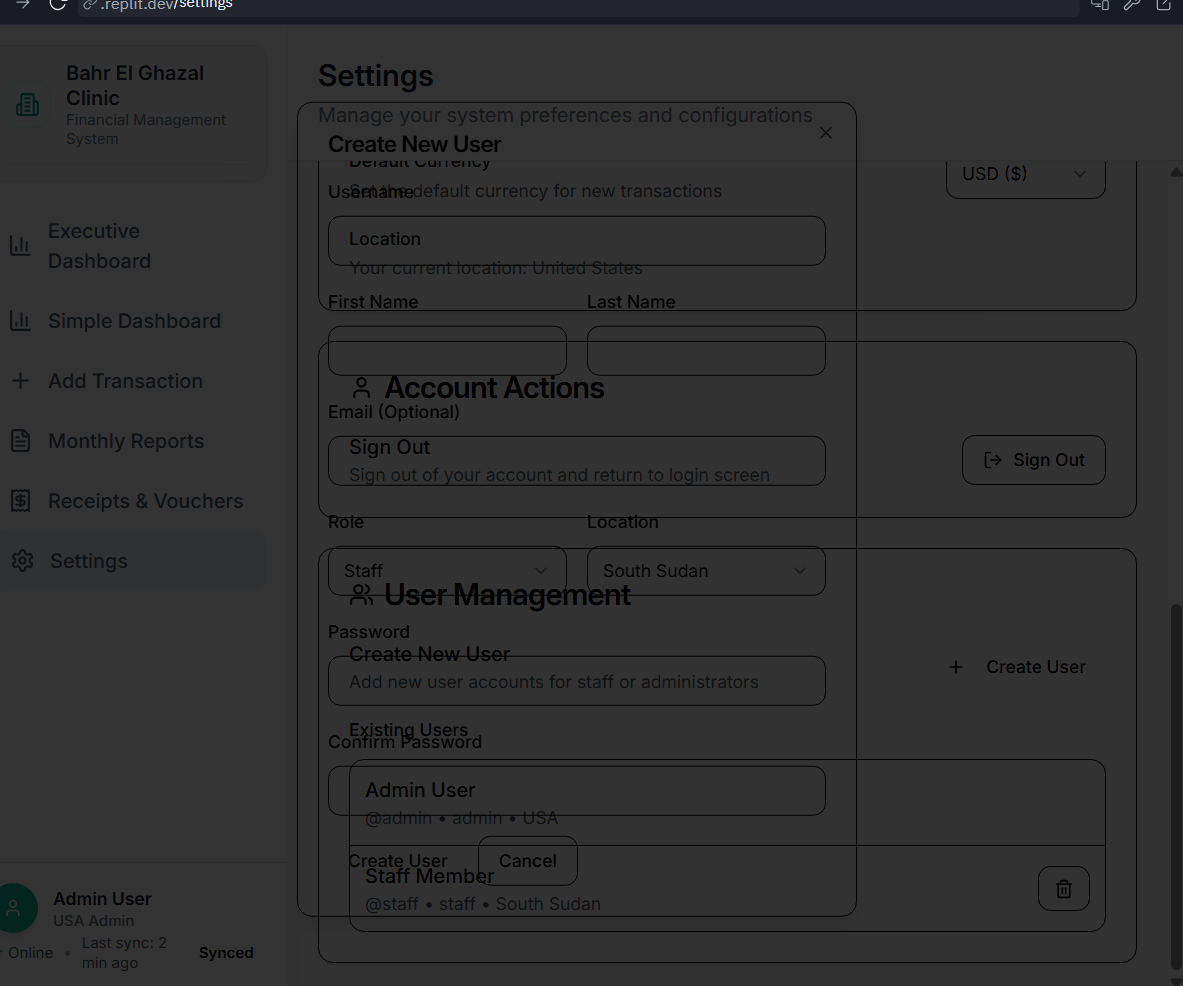 .replit.dev/settings
Bahr El Ghazal
Clinic
Financial Management
System
Executive
Dashboard
Simple Dashboard
Add Transaction
Monthly Reports
Receipts & Vouchers
Settings
Admin User
USA Admin
Online • Last sync: 2
min ago
Synced
Settings
Manage your system preferences and configurations
Create New User
Default Currency
Set the default currency for new transactions
USD ($)
Username
Location
Your current location: United States
First Name
Last Name
Account Actions
Email (Optional)
Sign Out
Sign out of your account and return to login screen
Sign Out
Role
Location
Staff
South Sudan
User Management
Password
Create New User
Add new user accounts for staff or administrators
Create User
Existing Users
Confirm Password
Admin User
@admin • admin • USA
Create User
Cancel
Staff Member
@staff • staff • South Sudan